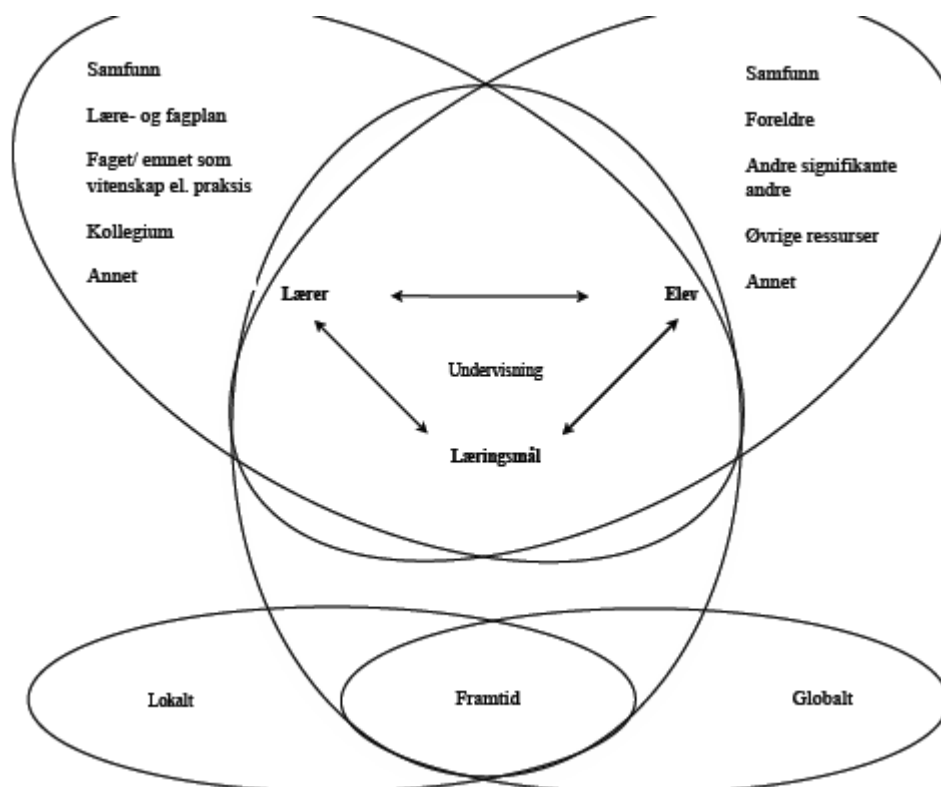 Samfunn
Lære- og fagplan
Faget/ emnet som
vitenskap el. praksis
Kollegium
Annet
Samfunn
Foreldre
Andre signifikante
andre
Øvrige ressurser
Annet
Lærer
Elev
Undervisning
Læringsmål
Lokalt
Framtid
Globalt